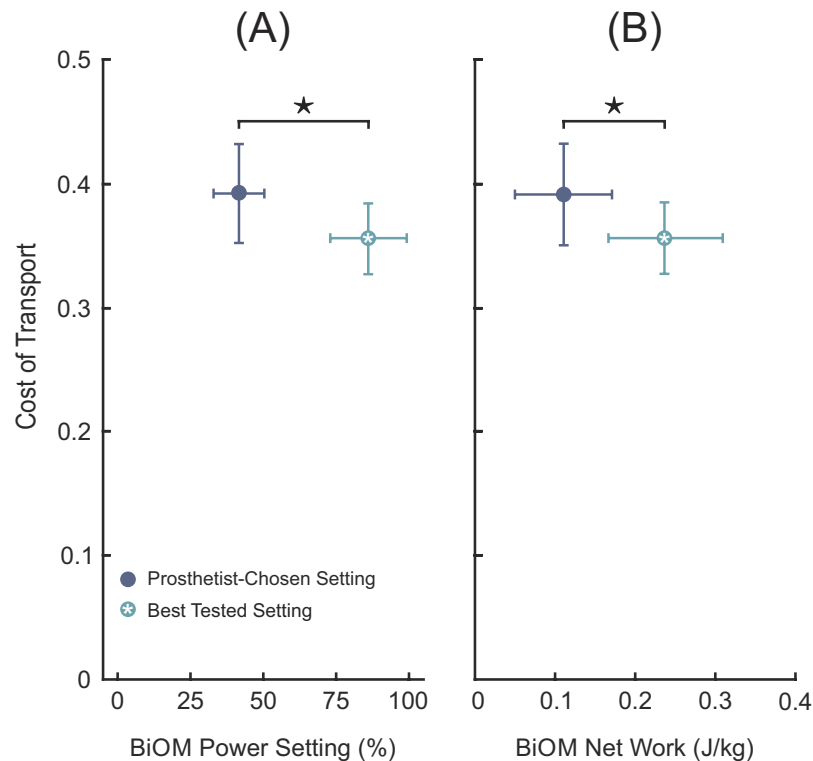 (A)
(B)
0.5
0.4
0.3
0.2
0.1
0
Cost of Transport
★
★
Prosthetist-Chosen Setting
Best Tested Setting
0 25 50 75 100
0 0.1 0.2 0.3 0.4
BiOM Power Setting (%)
BiOM Net Work (J/kg)